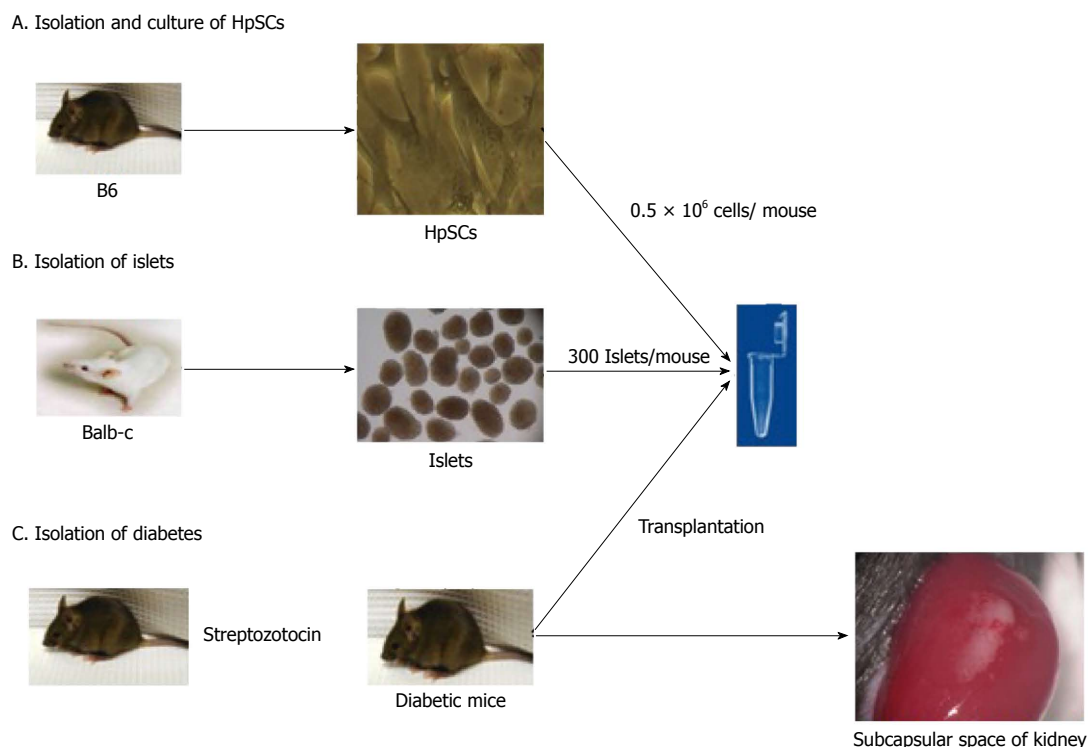 A. Isolation and culture of HpSCs
B6
HpSCs
0.5 × 10⁶ cells/ mouse
B. Isolation of islets
Balb-c
Islets
300 Islets/mouse
C. Isolation of diabetes
Streptozotocin
Diabetic mice
Transplantation
Subcapsular space of kidney